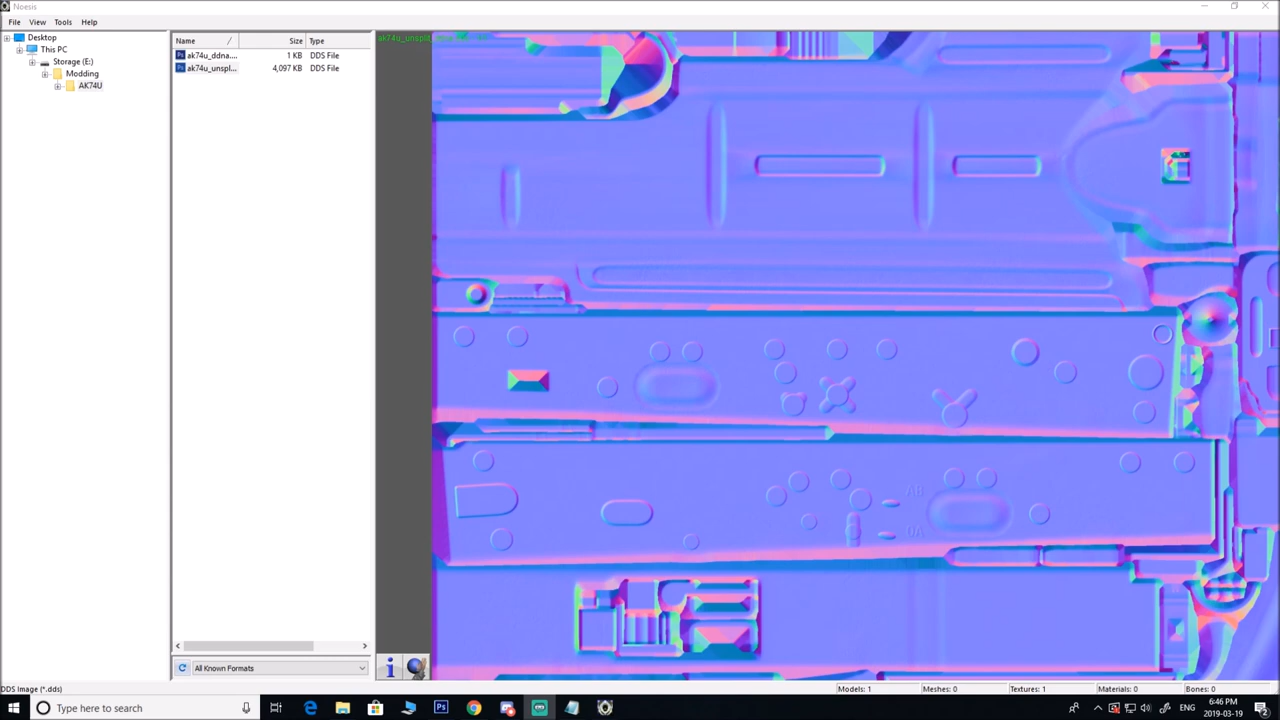 Noesis
File View Tools Help
Desktop
This PC
Storage (E:)
Modding
AK74U
Name / Size Type
ak74u_ddna.... 1 KB DDS File
ak74u_unspl... 4,097 KB DDS File
All Known Formats
DDS Image (*.dds)
Models: 1 Meshes: 0 Textures: 1 Materials: 0 Bones: 0
Type here to search
ENG
6:46 PM
2019-03-19
2